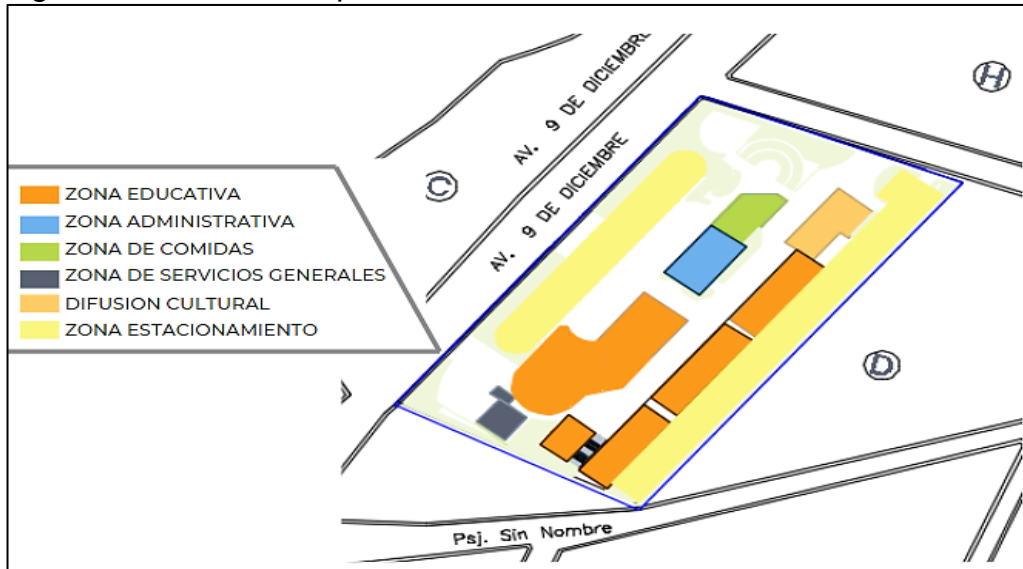 AV. 9 DE DICIEMBRE
AV. 9 DE DICIEMBRE
H
C
D
ZONA EDUCATIVA
ZONA ADMINISTRATIVA
ZONA DE COMIDAS
ZONA DE SERVICIOS GENERALES
DIFUSION CULTURAL
ZONA ESTACIONAMIENTO
Psj. Sin Nombre